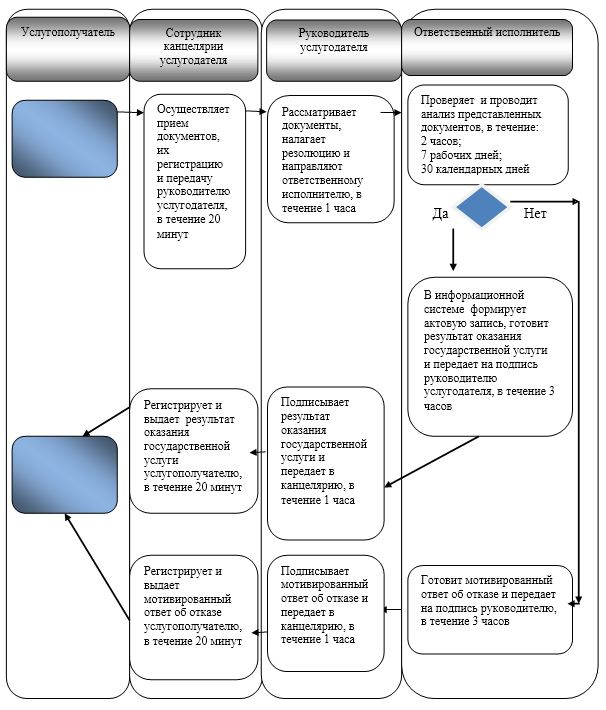 Услугополучатель
Сотрудник
канцелярии
услугодателя
Руководитель
услугодателя
Ответственный исполнитель
Осуществляет
прием
документов,
их
регистрацию
и передачу
руководителю
услугодателя,
в течение 20
минут
Рассматривает
документы,
налагает
резолюцию и
направляют
ответственному
исполнителю, в
течение 1 часа
Проверяет и проводит
анализ представленных
документов, в течение:
2 часов;
7 рабочих дней;
30 календарных дней
Да
Нет
В информационной
системе формирует
актовую запись, готовит
результат оказания
государственной услуги
и передает на подпись
руководителю
услугодателя, в течение 3
часов
Подписывает
результат
оказания
государственной
услуги и
передает в
канцелярию, в
течение 1 часа
Регистрирует и
выдает результат
оказания
государственной
услуги
услугополучателю,
в течение 20 минут
Готовит мотивированный
ответ об отказе и передает
на подпись руководителю,
в течение 3 часов
Подписывает
мотивированный
ответ об отказе и
передает в
канцелярию, в
течение 1 часа
Регистрирует и
выдает
мотивированный
ответ об отказе
услугополучателю,
в течение 20 минут